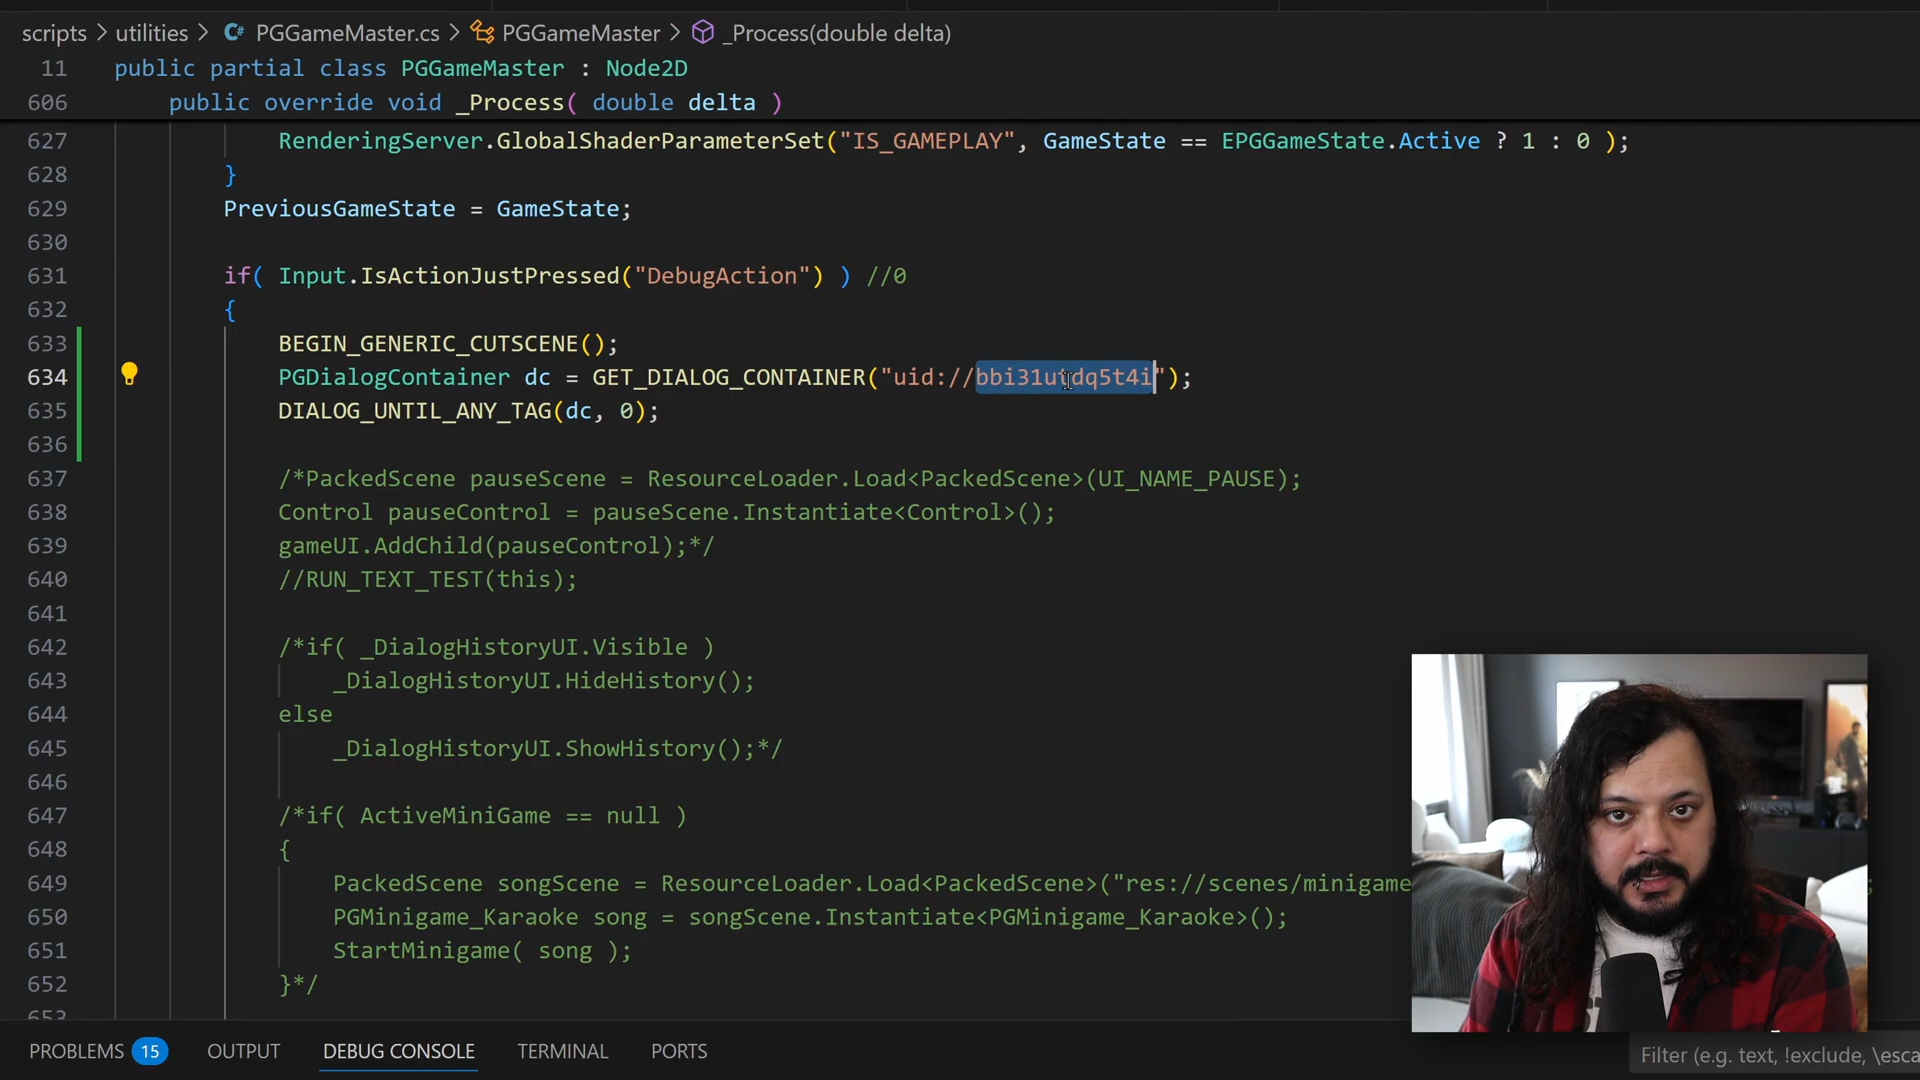 scripts > utilities > PGGameMaster.cs > PGGameMaster > _Process(double delta)
11 public partial class PGGameMaster : Node2D
606 public override void _Process( double delta )
627 RenderingServer.GlobalShaderParameterSet("IS_GAMEPLAY", GameState == EPGGameState.Active ? 1 : 0 );
628 }
629 PreviousGameState = GameState;
630
631 if( Input.IsActionJustPressed("DebugAction") ) //0
632 {
633 BEGIN_GENERIC_CUTSCENE();
634 PGDialogContainer dc = GET_DIALOG_CONTAINER("uid://bbi31utdq5t4i");
635 DIALOG_UNTIL_ANY_TAG(dc, 0);
636
637 /*PackedScene pauseScene = ResourceLoader.Load<PackedScene>(UI_NAME_PAUSE);
638 Control pauseControl = pauseScene.Instantiate<Control>();
639 gameUI.AddChild(pauseControl);*/
640 //RUN_TEXT_TEST(this);
641
642 /*if( _DialogHistoryUI.Visible )
643 _DialogHistoryUI.HideHistory();
644 else
645 _DialogHistoryUI.ShowHistory();*/
646
647 /*if( ActiveMiniGame == null )
648 {
649 PackedScene songScene = ResourceLoader.Load<PackedScene>("res://scenes/minigame
650 PGMinigame_Karaoke song = songScene.Instantiate<PGMinigame_Karaoke>();
651 StartMinigame( song );
652 }*/
653
PROBLEMS 15 OUTPUT DEBUG CONSOLE TERMINAL PORTS
Filter (e.g. text, !exclude, \esca